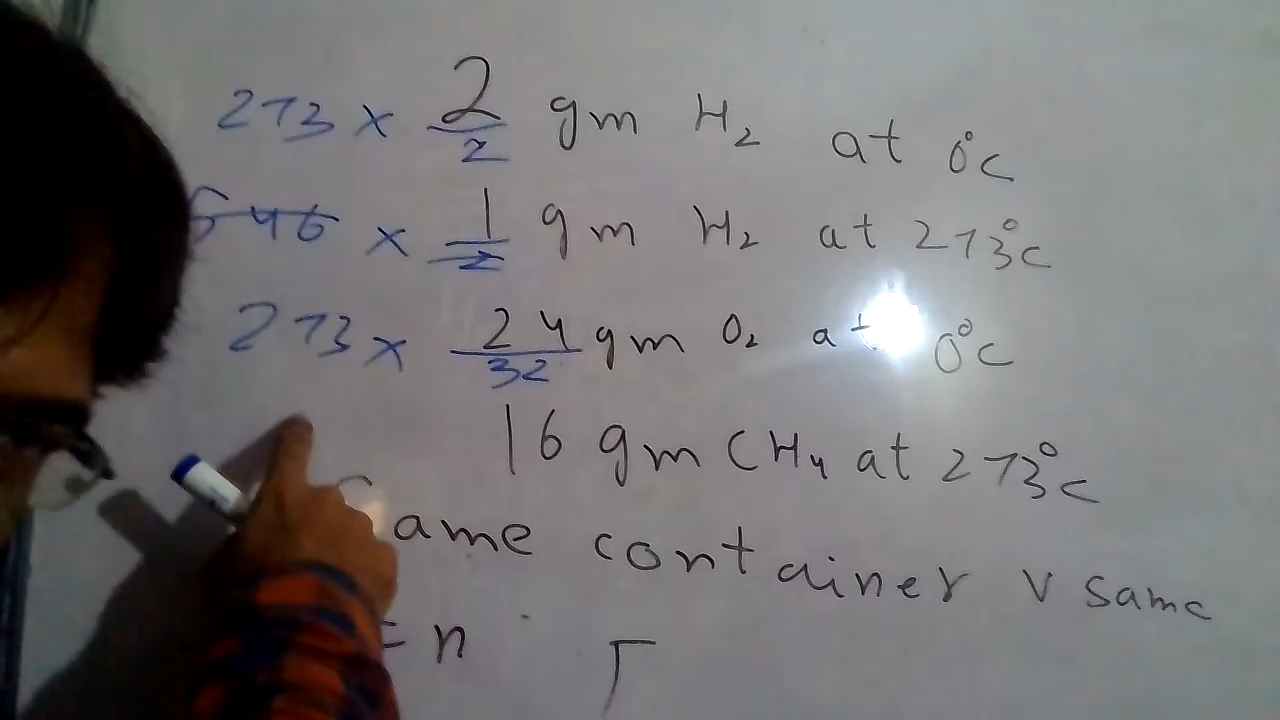 273 × 2/2 gm H₂ at 0°C
546 × 1/2 gm H₂ at 273°C
273 × 24/32 gm O₂ at 0°C
16 gm CH₄ at 273°C
Same container V same
= n T